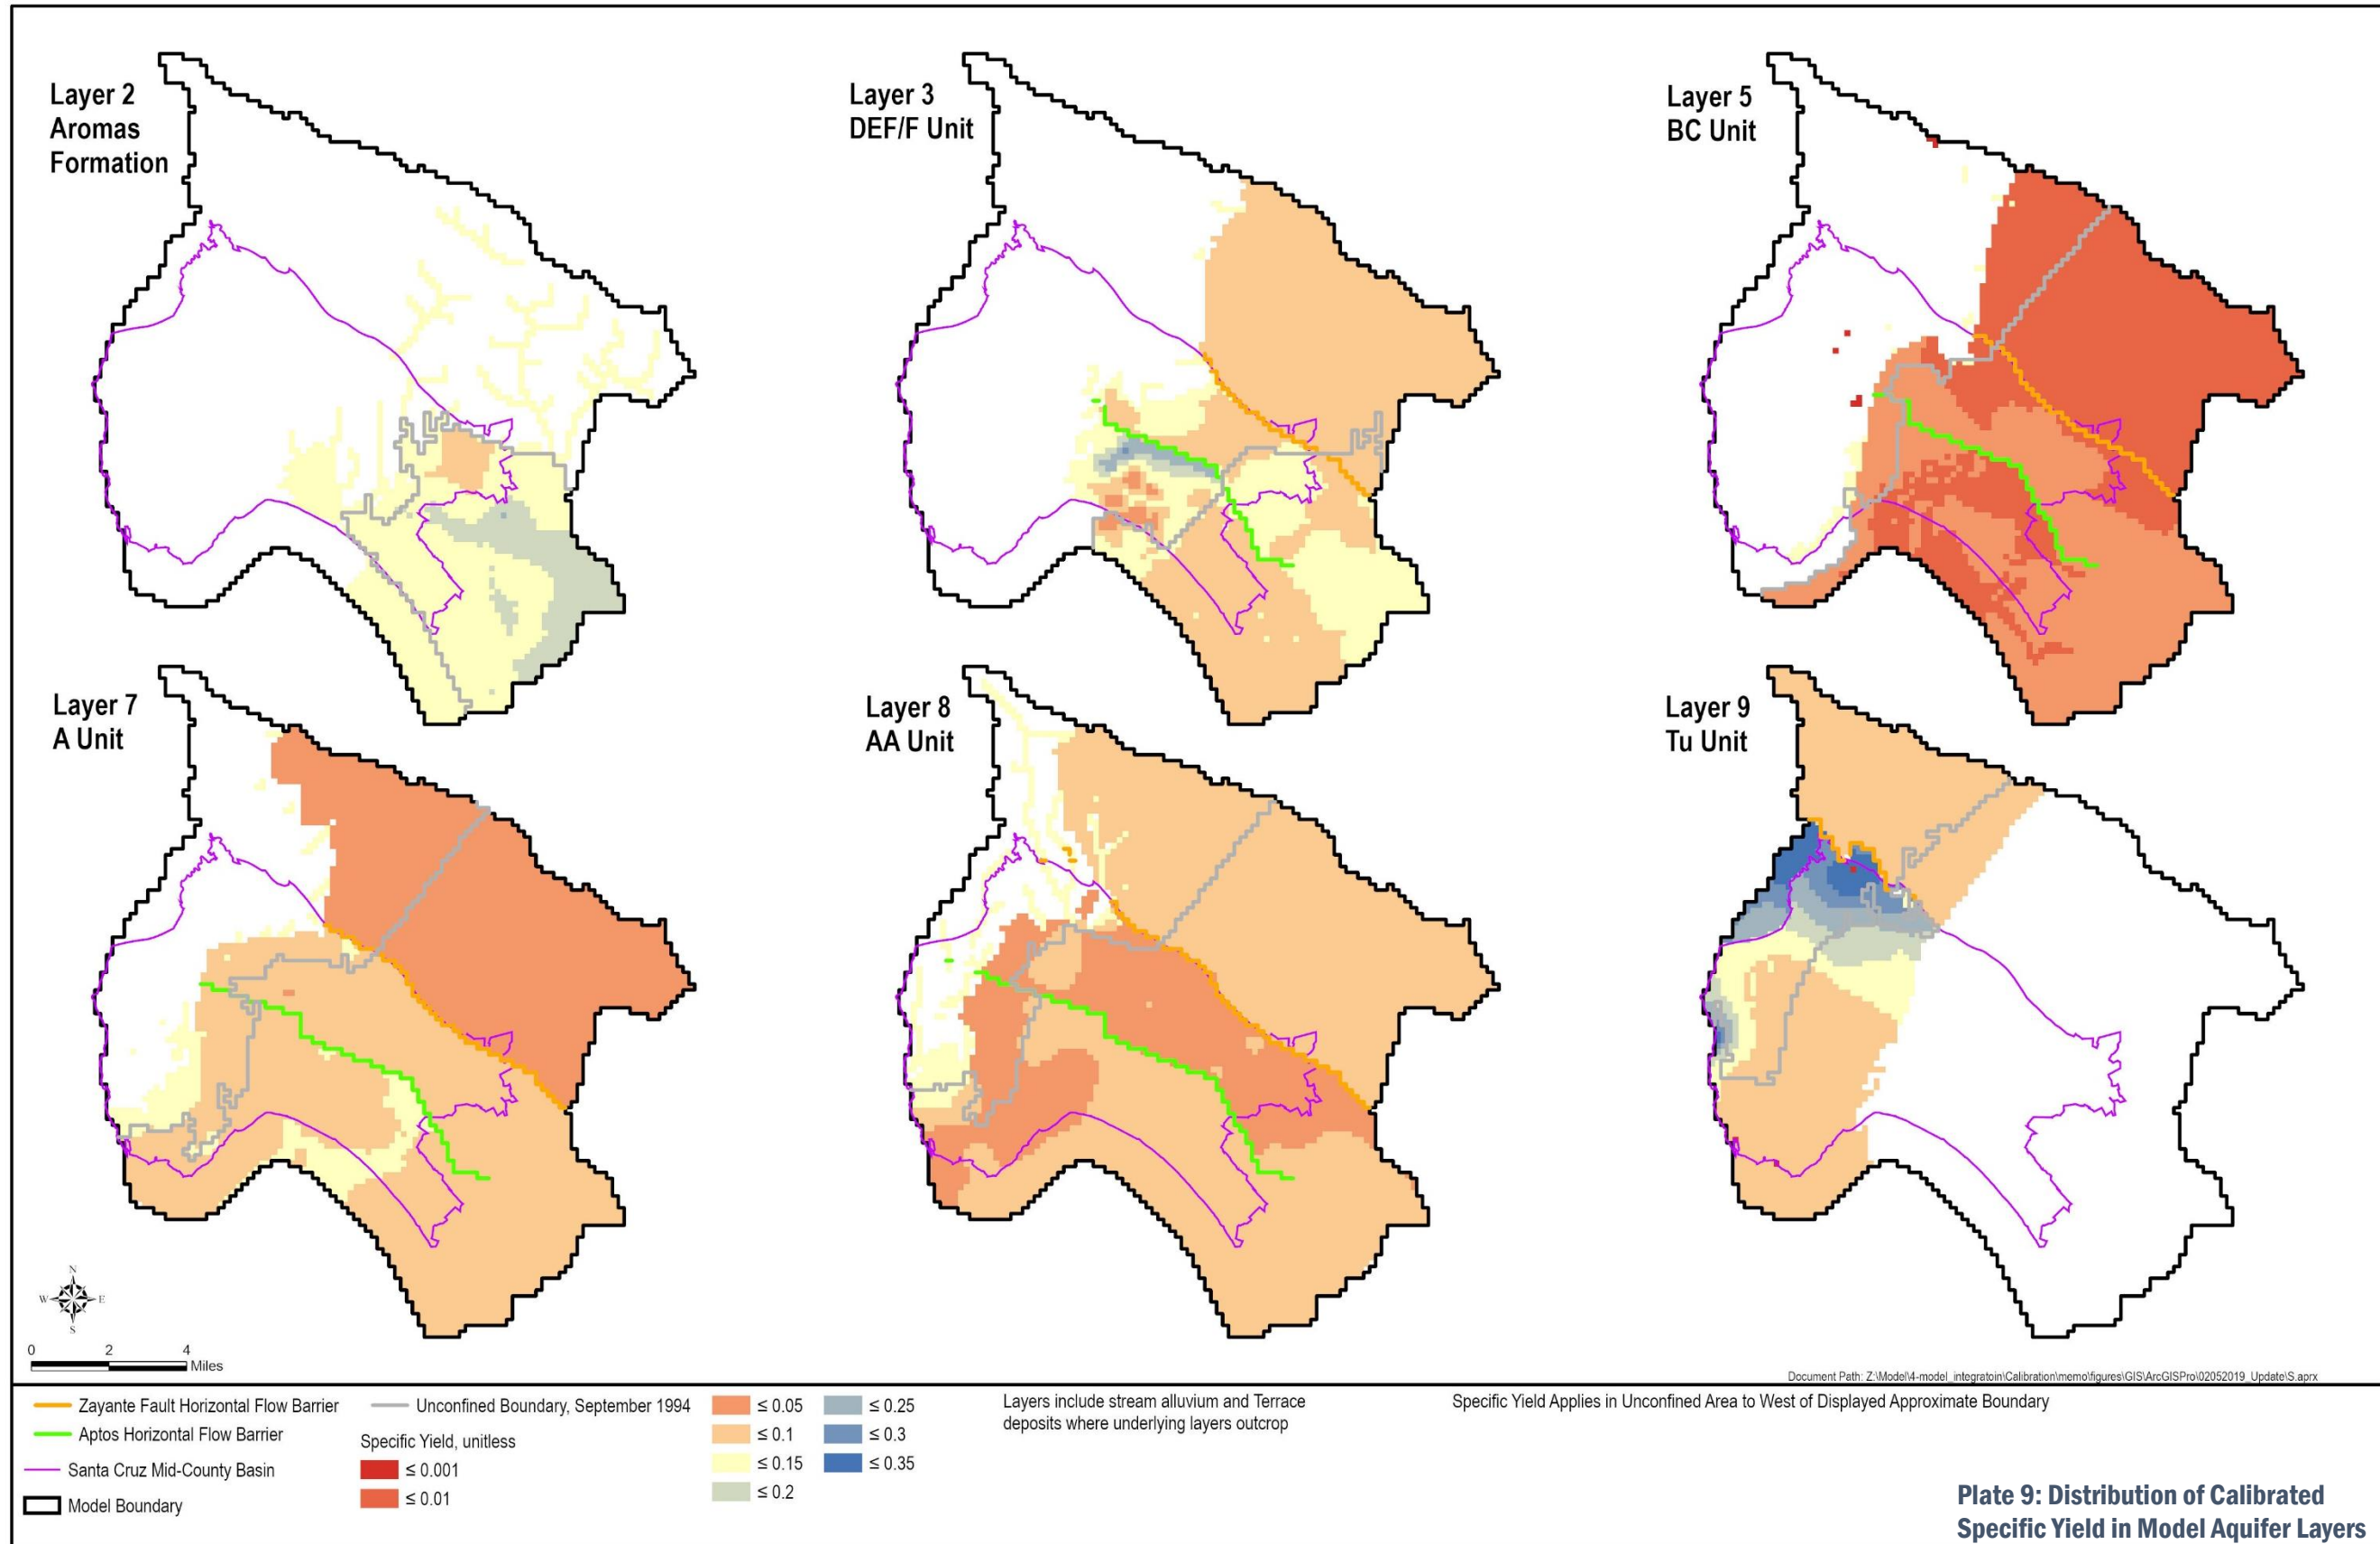 Layer 2
Aromas
Formation
Layer 3
DEF/F Unit
Layer 5
BC Unit
Layer 7
A Unit
Layer 8
AA Unit
Layer 9
Tu Unit
N
W
E
S
0 2 4
Miles
Document Path: Z:\Model\4-model_integratoin\Calibration\memo\figures\GIS\ArcGISPro\02052019_Update\S.aprx
Zayante Fault Horizontal Flow Barrier
Aptos Horizontal Flow Barrier
Santa Cruz Mid-County Basin
Model Boundary
Unconfined Boundary, September 1994
Specific Yield, unitless
≤ 0.001
≤ 0.01
≤ 0.05
≤ 0.1
≤ 0.15
≤ 0.2
≤ 0.25
≤ 0.3
≤ 0.35
Layers include stream alluvium and Terrace
deposits where underlying layers outcrop
Specific Yield Applies in Unconfined Area to West of Displayed Approximate Boundary
Plate 9: Distribution of Calibrated
Specific Yield in Model Aquifer Layers